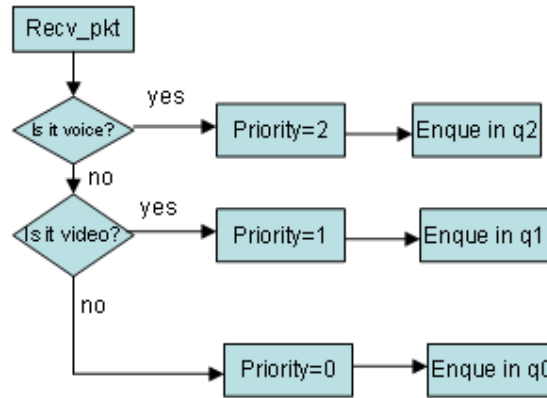 Recv_pkt
yes
Is it voice?
Priority=2
Enque in q2
no
yes
Is it video?
Priority=1
Enque in q1
no
Priority=0
Enque in q0